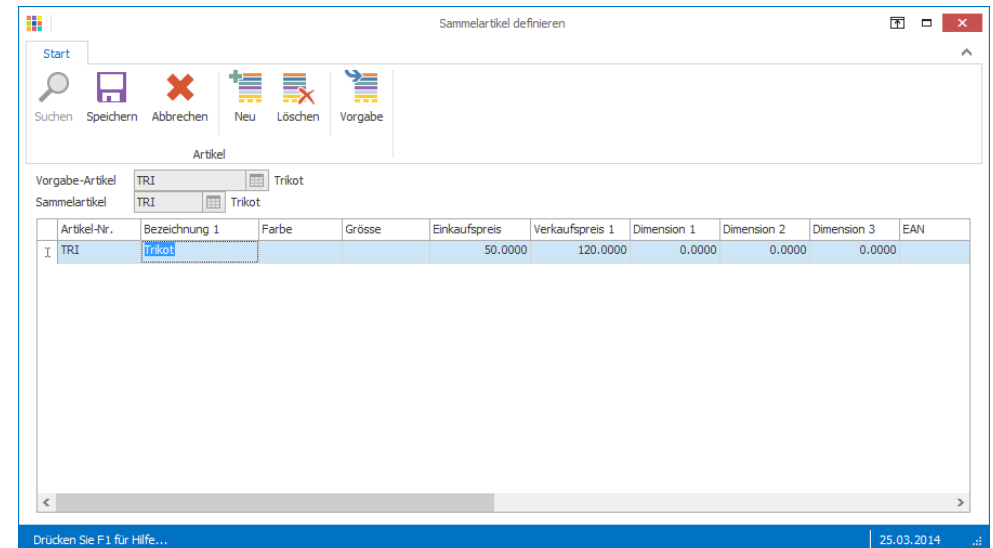 Sammelartikel definieren
Start
Suchen Speichern Abbrechen Neu Löschen Vorgabe
Artikel
Vorgabe-Artikel TRI Trikot
Sammelartikel TRI Trikot
Artikel-Nr. Bezeichnung 1 Farbe Grösse Einkaufspreis Verkaufspreis 1 Dimension 1 Dimension 2 Dimension 3 EAN
TRI Trikot 50.0000 120.0000 0.0000 0.0000 0.0000
Drücken Sie F1 für Hilfe... 25.03.2014